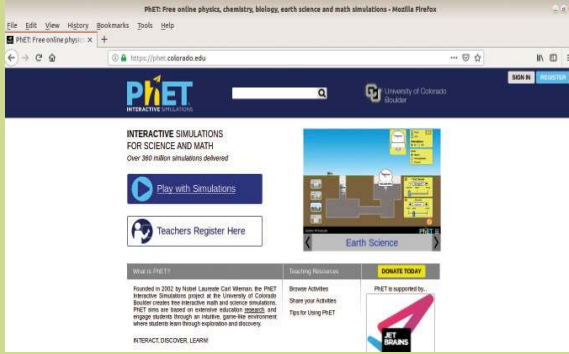 PhET: Free online physics, chemistry, biology, earth science and math simulations - Mozilla Firefox
File Edit View History Bookmarks Tools Help
PhET: Free online physic: × +
https://phet.colorado.edu
SIGN IN REGISTER
PhET
INTERACTIVE SIMULATIONS
University of Colorado
Boulder
INTERACTIVE SIMULATIONS
FOR SCIENCE AND MATH
Over 360 million simulations delivered
Play with Simulations
Teachers Register Here
Earth Science
What is PhET?
Founded in 2002 by Nobel Laureate Carl Wieman, the PhET
Interactive Simulations project at the University of Colorado
Boulder creates free interactive math and science simulations.
PhET sims are based on extensive education research and
engage students through an intuitive, game-like environment
where students learn through exploration and discovery.
INTERACT, DISCOVER, LEARN!
Teaching Resources
Browse Activities
Share your Activities
Tips for Using PhET
DONATE TODAY
PhET is supported by...
JET
BRAINS